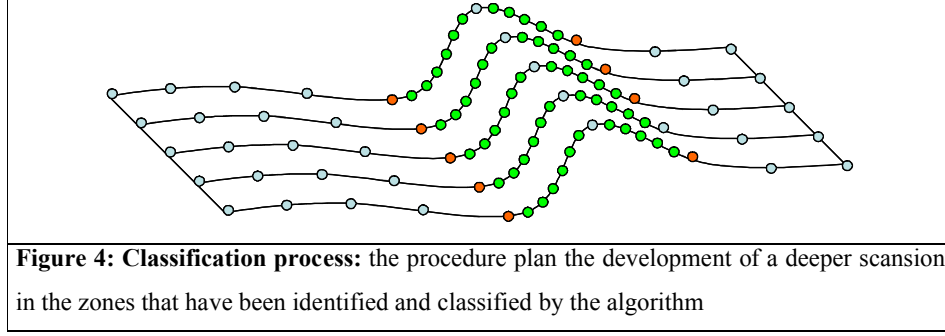 Figure 4: Classification process: the procedure plan the development of a deeper scansion
in the zones that have been identified and classified by the algorithm